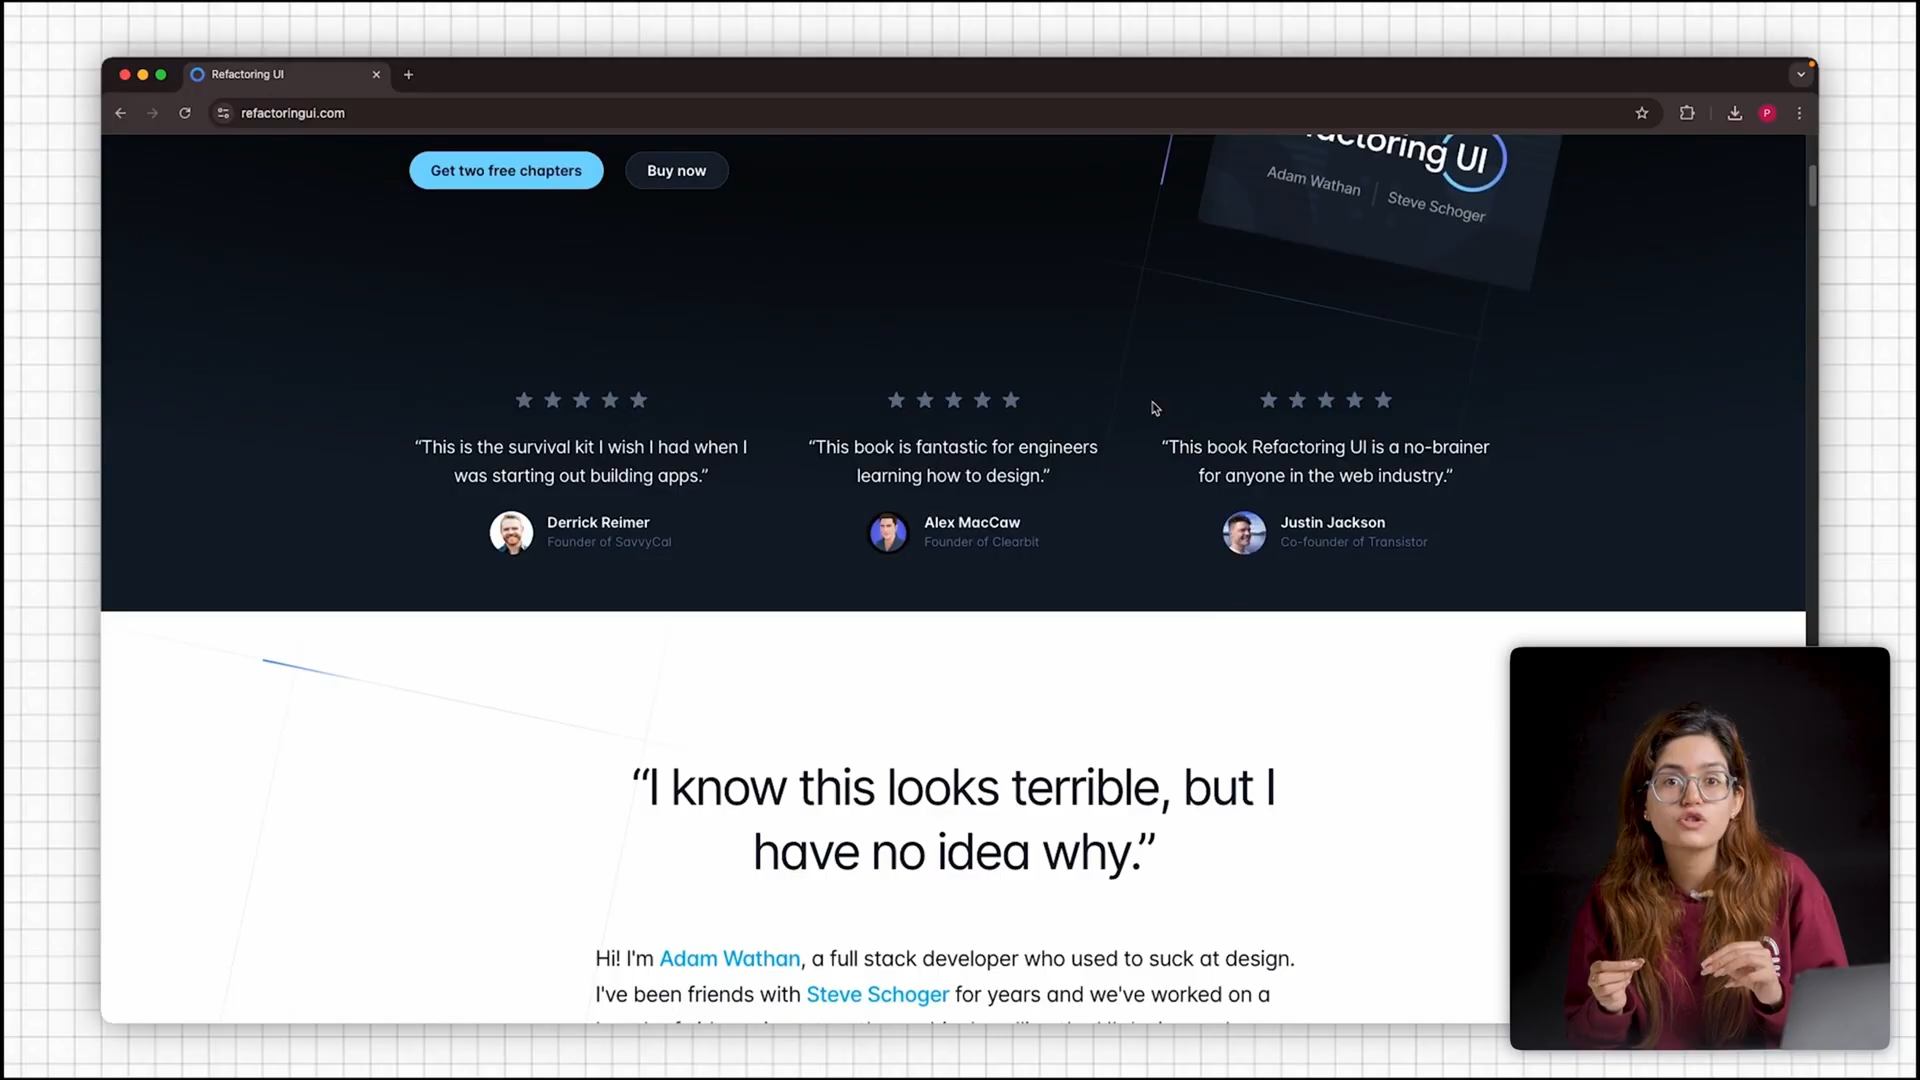 Refactoring UI
refactoringui.com
P
Get two free chapters
Buy now
UI
Adam Wathan
Steve Schoger
“This is the survival kit I wish I had when I
was starting out building apps.”
Derrick Reimer
Founder of SavvyCal
“This book is fantastic for engineers
learning how to design.”
Alex MacCaw
Founder of Clearbit
“This book Refactoring UI is a no-brainer
for anyone in the web industry.”
Justin Jackson
Co-founder of Transistor
“I know this looks terrible, but I
have no idea why.”
Hi! I'm Adam Wathan, a full stack developer who used to suck at design.
I've been friends with Steve Schoger for years and we've worked on a